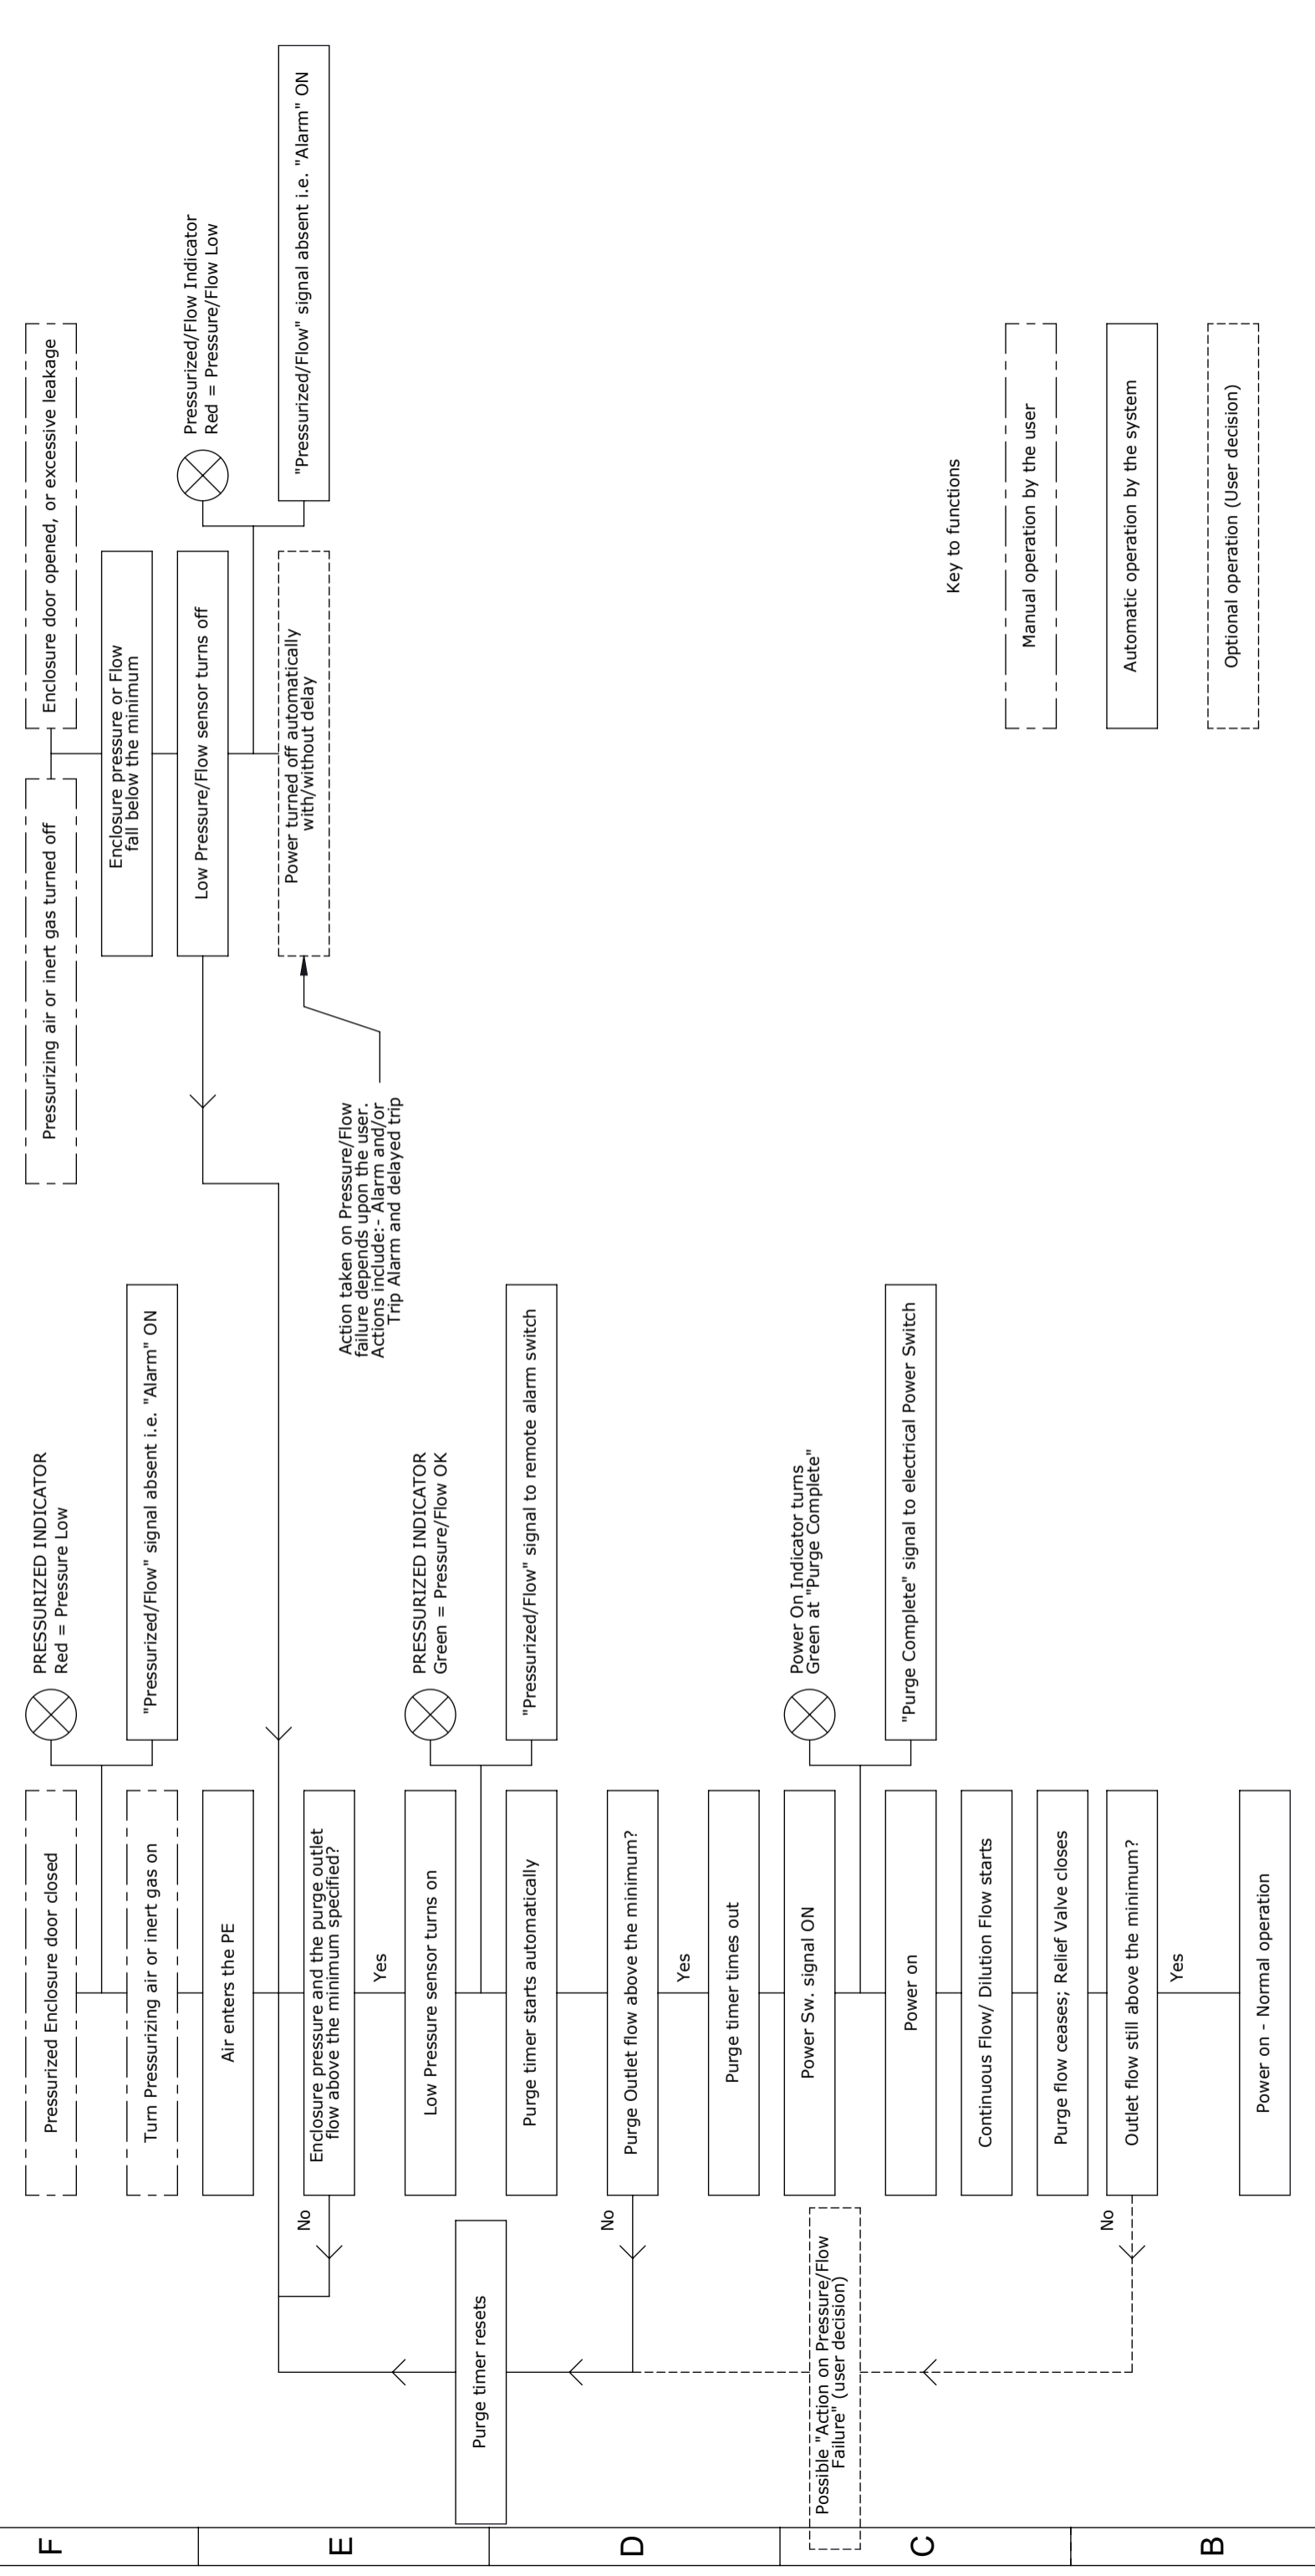 Pressurized Enclosure door closed
PRESSURIZED INDICATOR
Red = Pressure Low
Turn Pressurizing air or inert gas on
"Pressurized/Flow" signal absent i.e. "Alarm" ON
Air enters the PE
Enclosure pressure and the purge outlet
flow above the minimum specified?
No
Yes
Low Pressure sensor turns on
PRESSURIZED INDICATOR
Green = Pressure/Flow OK
Purge timer resets
Purge timer starts automatically
"Pressurized/Flow" signal to remote alarm switch
Purge Outlet flow above the minimum?
No
Yes
Purge timer times out
Power Sw. signal ON
Power On Indicator turns
Green at "Purge Complete"
Possible "Action on Pressure/Flow
Failure" (user decision)
Power on
"Purge Complete" signal to electrical Power Switch
Continuous Flow/ Dilution Flow starts
Purge flow ceases; Relief Valve closes
Outlet flow still above the minimum?
No
Yes
Power on - Normal operation
Pressurizing air or inert gas turned off
Enclosure door opened, or excessive leakage
Enclosure pressure or Flow
fall below the minimum
Low Pressure/Flow sensor turns off
Pressurized/Flow Indicator
Red = Pressure/Flow Low
Power turned off automatically
with/without delay
"Pressurized/Flow" signal absent i.e. "Alarm" ON
Action taken on Pressure/Flow
failure depends upon the user.
Actions include:- Alarm and/or
Trip Alarm and delayed trip
Key to functions
Manual operation by the user
Automatic operation by the system
Optional operation (User decision)
F
E
D
C
B